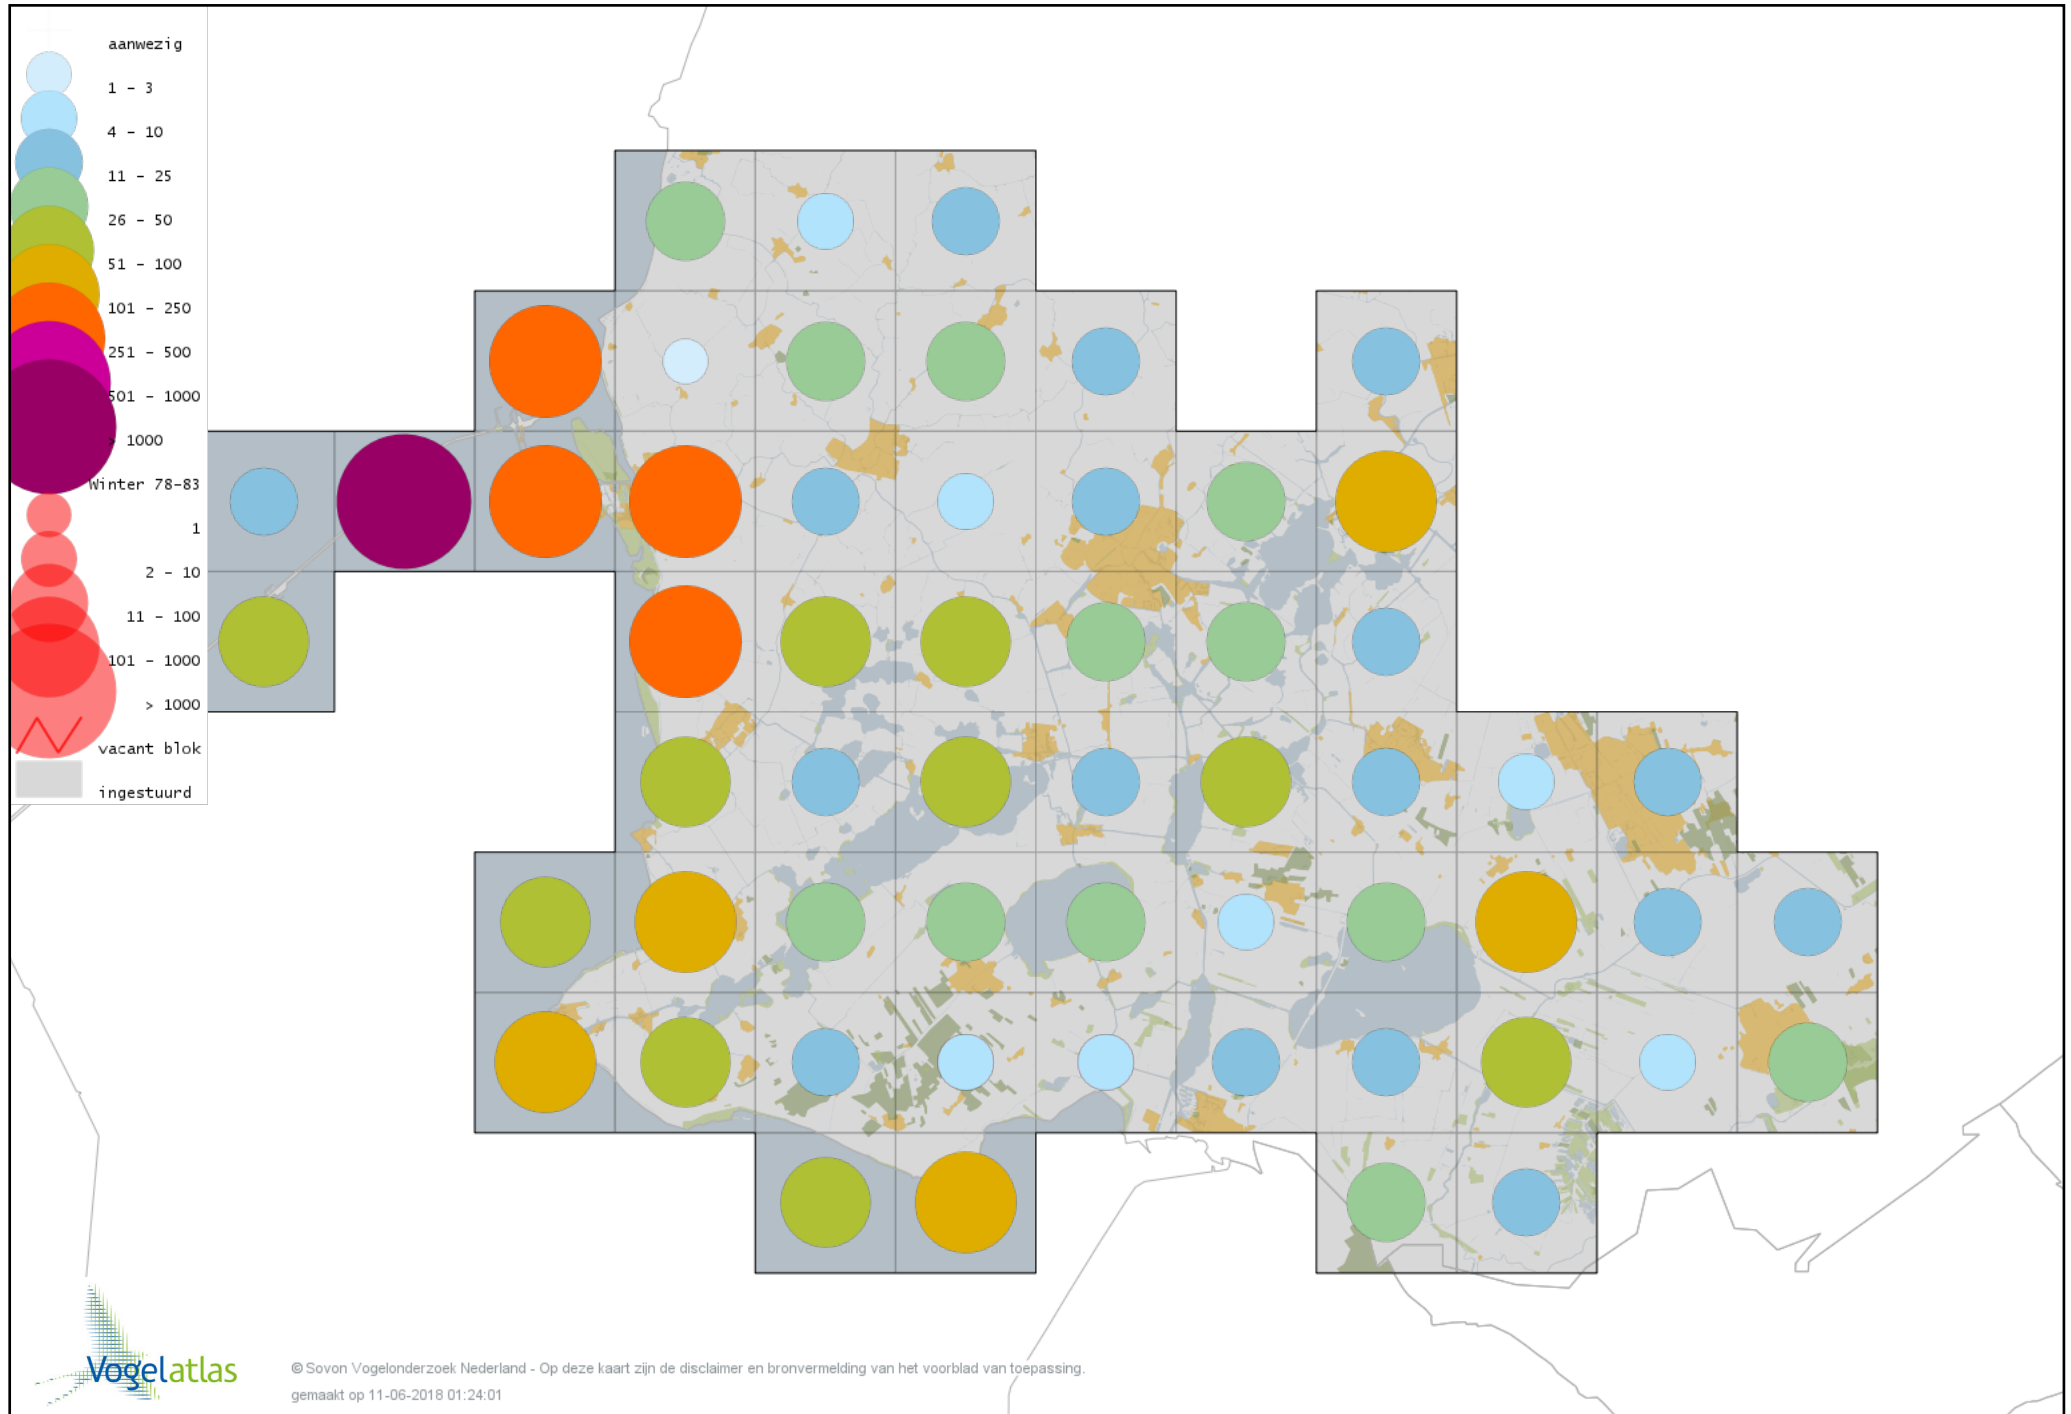 aanwezig
1 – 3
4 – 10
11 – 25
26 – 50
51 – 100
101 – 250
251 – 500
501 – 1000
> 1000
Winter 78-83
1
2 – 10
11 – 100
101 – 1000
> 1000
vacant blok
ingestuurd
Vogelatlas
© Sovon Vogelonderzoek Nederland - Op deze kaart zijn de disclaimer en bronvermelding van het voorblad van toepassing.
gemaakt op 11-06-2018 01:24:01